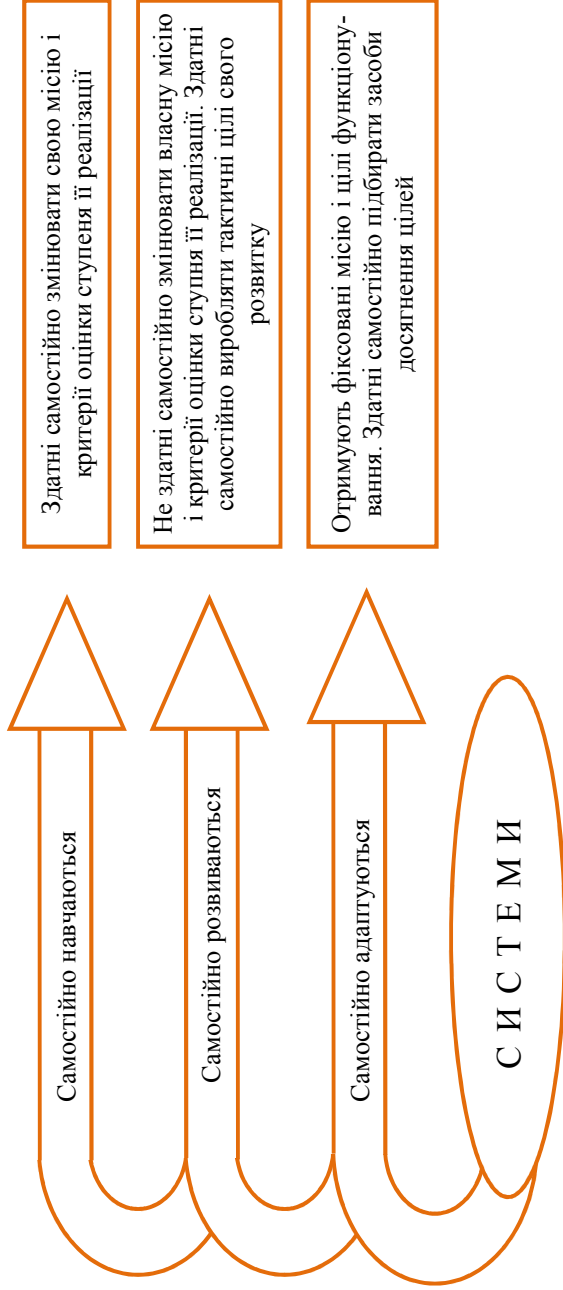 Здатні самостійно змінювати свою місію і
критерії оцінки ступеня її реалізації
Не здатні самостійно змінювати власну місію
і критерії оцінки ступня її реалізації. Здатні
самостійно виробляти тактичні цілі свого
розвитку
Отримують фіксовані місію і цілі функціону-
вання. Здатні самостійно підбирати засоби
досягнення цілей
Самостійно навчаються
Самостійно розвиваються
Самостійно адаптуються
С И С Т Е М И